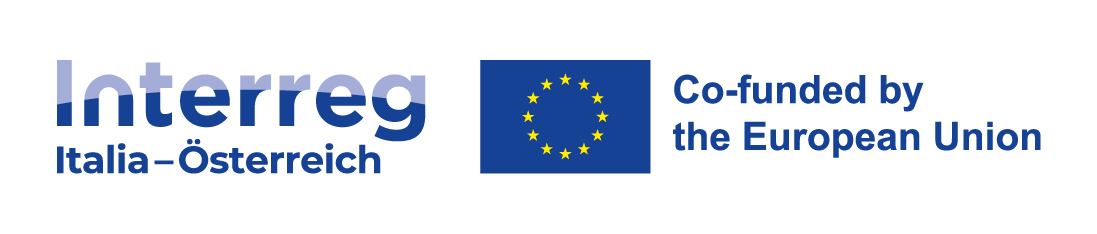 Interreg
Italia–Österreich
Co-funded by
the European Union